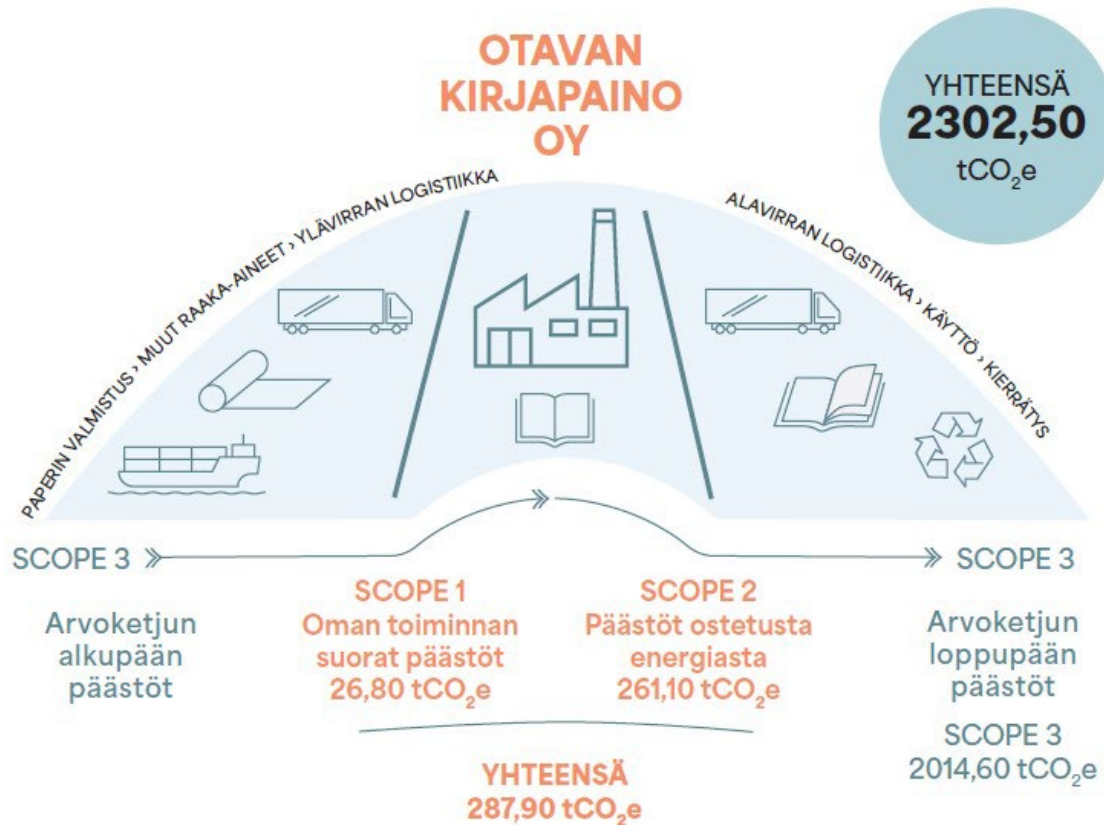 OTAVAN
KIRJAPAINO
OY
YHTEENSÄ
2302,50
tCO₂e
PAPERIN VALMISTUS › MUUT RAAKA-AINEET › YLÄVIRRAN LOGISTIIKKA
ALAVIRRAN LOGISTIIKKA › KÄYTTÖ › KIERRÄTYS
SCOPE 3
Arvoketjun
alkupään
päästöt
SCOPE 1
Oman toiminnan
suorat päästöt
26,80 tCO₂e
SCOPE 2
Päästöt ostetusta
energiasta
261,10 tCO₂e
YHTEENSÄ
287,90 tCO₂e
SCOPE 3
Arvoketjun
loppupään
päästöt
SCOPE 3
2014,60 tCO₂e